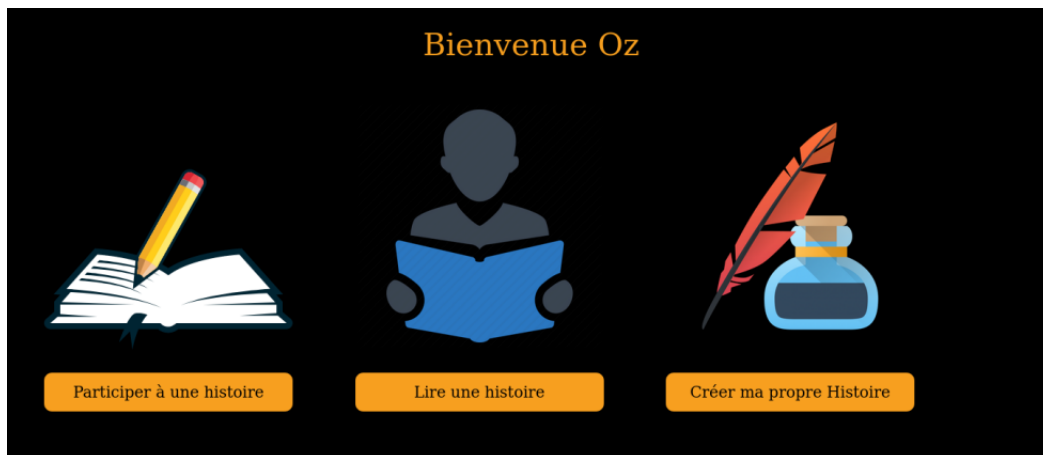 Bienvenue Oz
Participer à une histoire
Lire une histoire
Créer ma propre Histoire